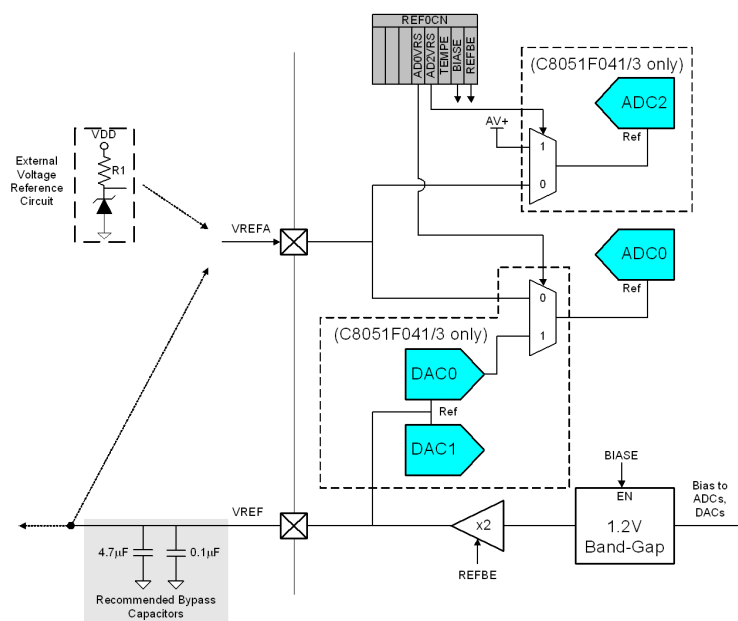 REF0CN
AD0VRS
AD2VRS
TEMPE
BIASE
REFBE
(C8051F041/3 only)
ADC2
Ref
AV+
1
0
VDD
R1
External
Voltage
Reference
Circuit
VREFA
ADC0
Ref
0
1
(C8051F041/3 only)
DAC0
Ref
DAC1
BIASE
EN
1.2V
Band-Gap
Bias to
ADCs,
DACs
x2
REFBE
VREF
4.7μF
0.1μF
Recommended Bypass
Capacitors